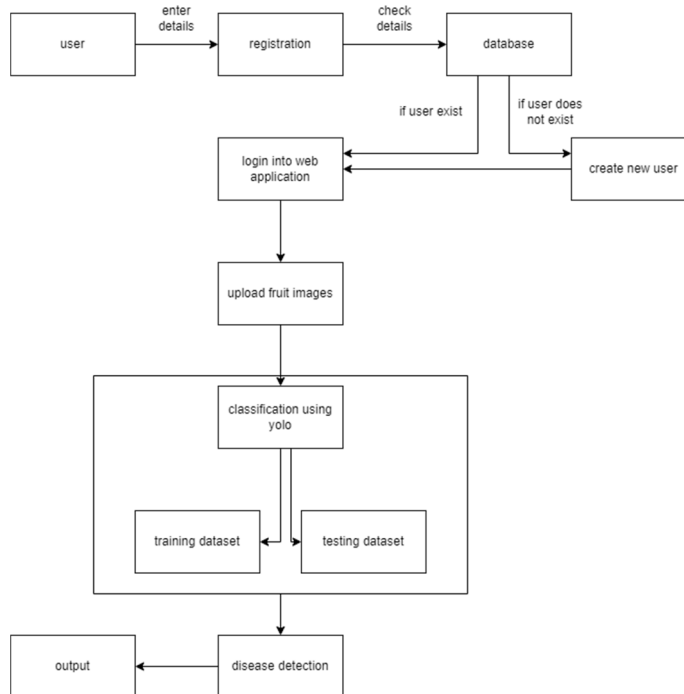 enter
details
check
details
user
registration
database
if user exist
if user does
not exist
login into web
application
create new user
upload fruit images
classification using
yolo
training dataset
testing dataset
output
disease detection